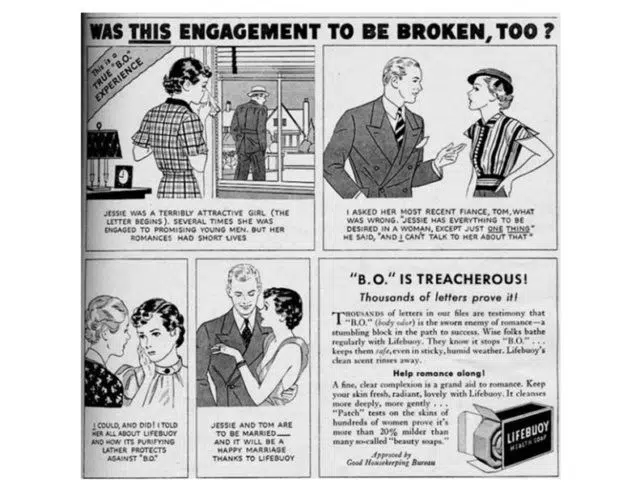 WAS THIS ENGAGEMENT TO BE BROKEN, TOO?
This is a
TRUE "B.O."
EXPERIENCE
JESSIE WAS A TERRIBLY ATTRACTIVE GIRL (THE
LETTER BEGINS). SEVERAL TIMES SHE WAS
ENGAGED TO PROMISING YOUNG MEN. BUT HER
ROMANCES HAD SHORT LIVES
I ASKED HER MOST RECENT FIANCE, TOM, WHAT
WAS WRONG. "JESSIE HAS EVERYTHING TO BE
DESIRED IN A WOMAN, EXCEPT JUST ONE THING"
HE SAID, "AND I CAN'T TALK TO HER ABOUT THAT"
I COULD, AND DID! I TOLD
HER ALL ABOUT LIFEBUOY
AND HOW ITS PURIFYING
LATHER PROTECTS
AGAINST "B.O."
JESSIE AND TOM ARE
TO BE MARRIED—
AND IT WILL BE A
HAPPY MARRIAGE
THANKS TO LIFEBUOY
"B.O." IS TREACHEROUS!
Thousands of letters prove it!
THOUSANDS of letters in our files are testimony that
"B.O." (body odor) is the sworn enemy of romance—a
stumbling block in the path to success. Wise folks bathe
regularly with Lifebuoy. They know it stops "B.O." . . .
keeps them safe, even in sticky, humid weather. Lifebuoy's
clean scent rinses away.
Help romance along!
A fine, clear complexion is a grand aid to romance. Keep
your skin fresh, radiant, lovely with Lifebuoy. It cleanses
more deeply, more gently . . .
"Patch" tests on the skins of
hundreds of women prove it's
more than 20% milder than
many so-called "beauty soaps."
Approved by
Good Housekeeping Bureau
LIFEBUOY
HEALTH SOAP